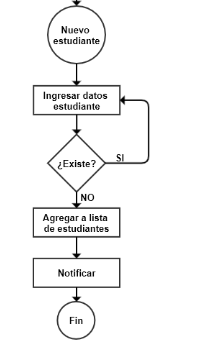 Nuevo
estudiante
Ingresar datos
estudiante
¿Existe?
SI
NO
Agregar a lista
de estudiantes
Notificar
Fin